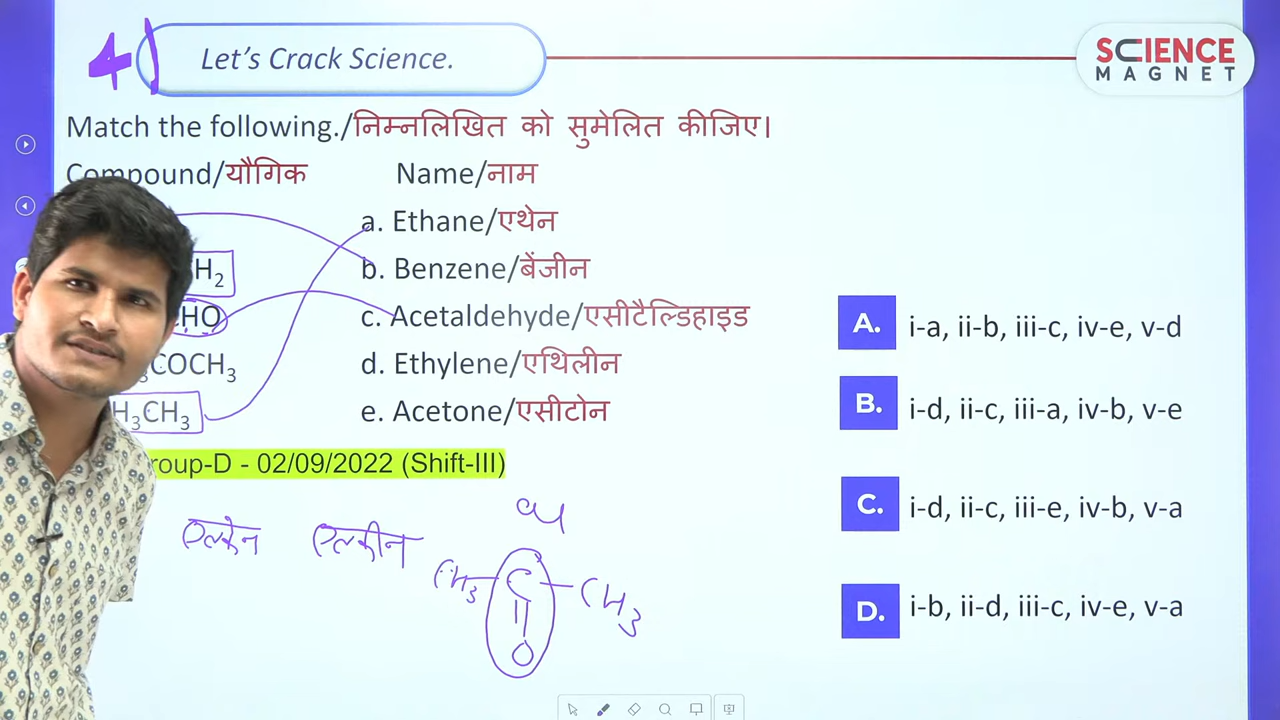 4)
Let's Crack Science.
SCIENCE
MAGNET
Match the following./निम्नलिखित को सुमेलित कीजिए।
Compound/यौगिक Name/नाम
a. Ethane/एथेन
H₂ b. Benzene/बेंजीन
CHO c. Acetaldehyde/एसीटैल्डिहाइड
COCH₃ d. Ethylene/एथिलीन
H₃CH₃ e. Acetone/एसीटोन
roup-D - 02/09/2022 (Shift-III)
A. i-a, ii-b, iii-c, iv-e, v-d
B. i-d, ii-c, iii-a, iv-b, v-e
C. i-d, ii-c, iii-e, iv-b, v-a
D. i-b, ii-d, iii-c, iv-e, v-a
एल्केन एल्कीन
CH₃ C CH₃
O